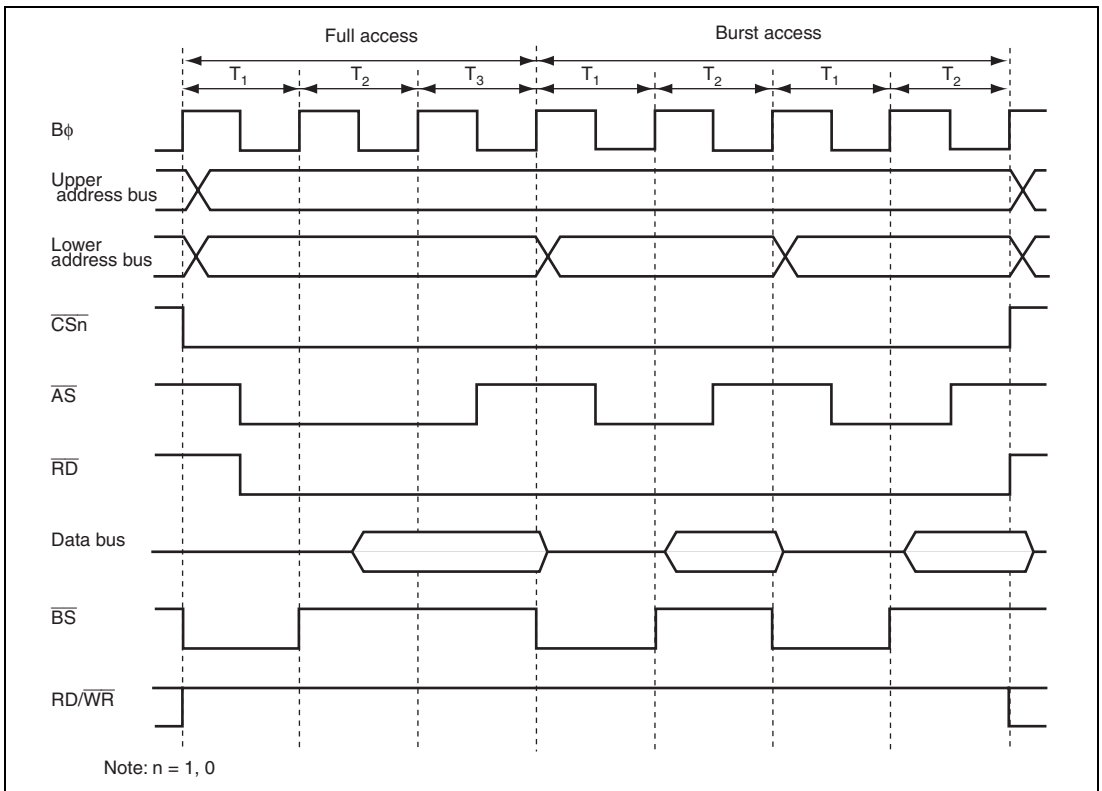 Full access Burst access
T1 T2 T3 T1 T2 T1 T2
Bφ
Upper
address bus
Lower
address bus
CSn
AS
RD
Data bus
BS
RD/WR
Note: n = 1, 0